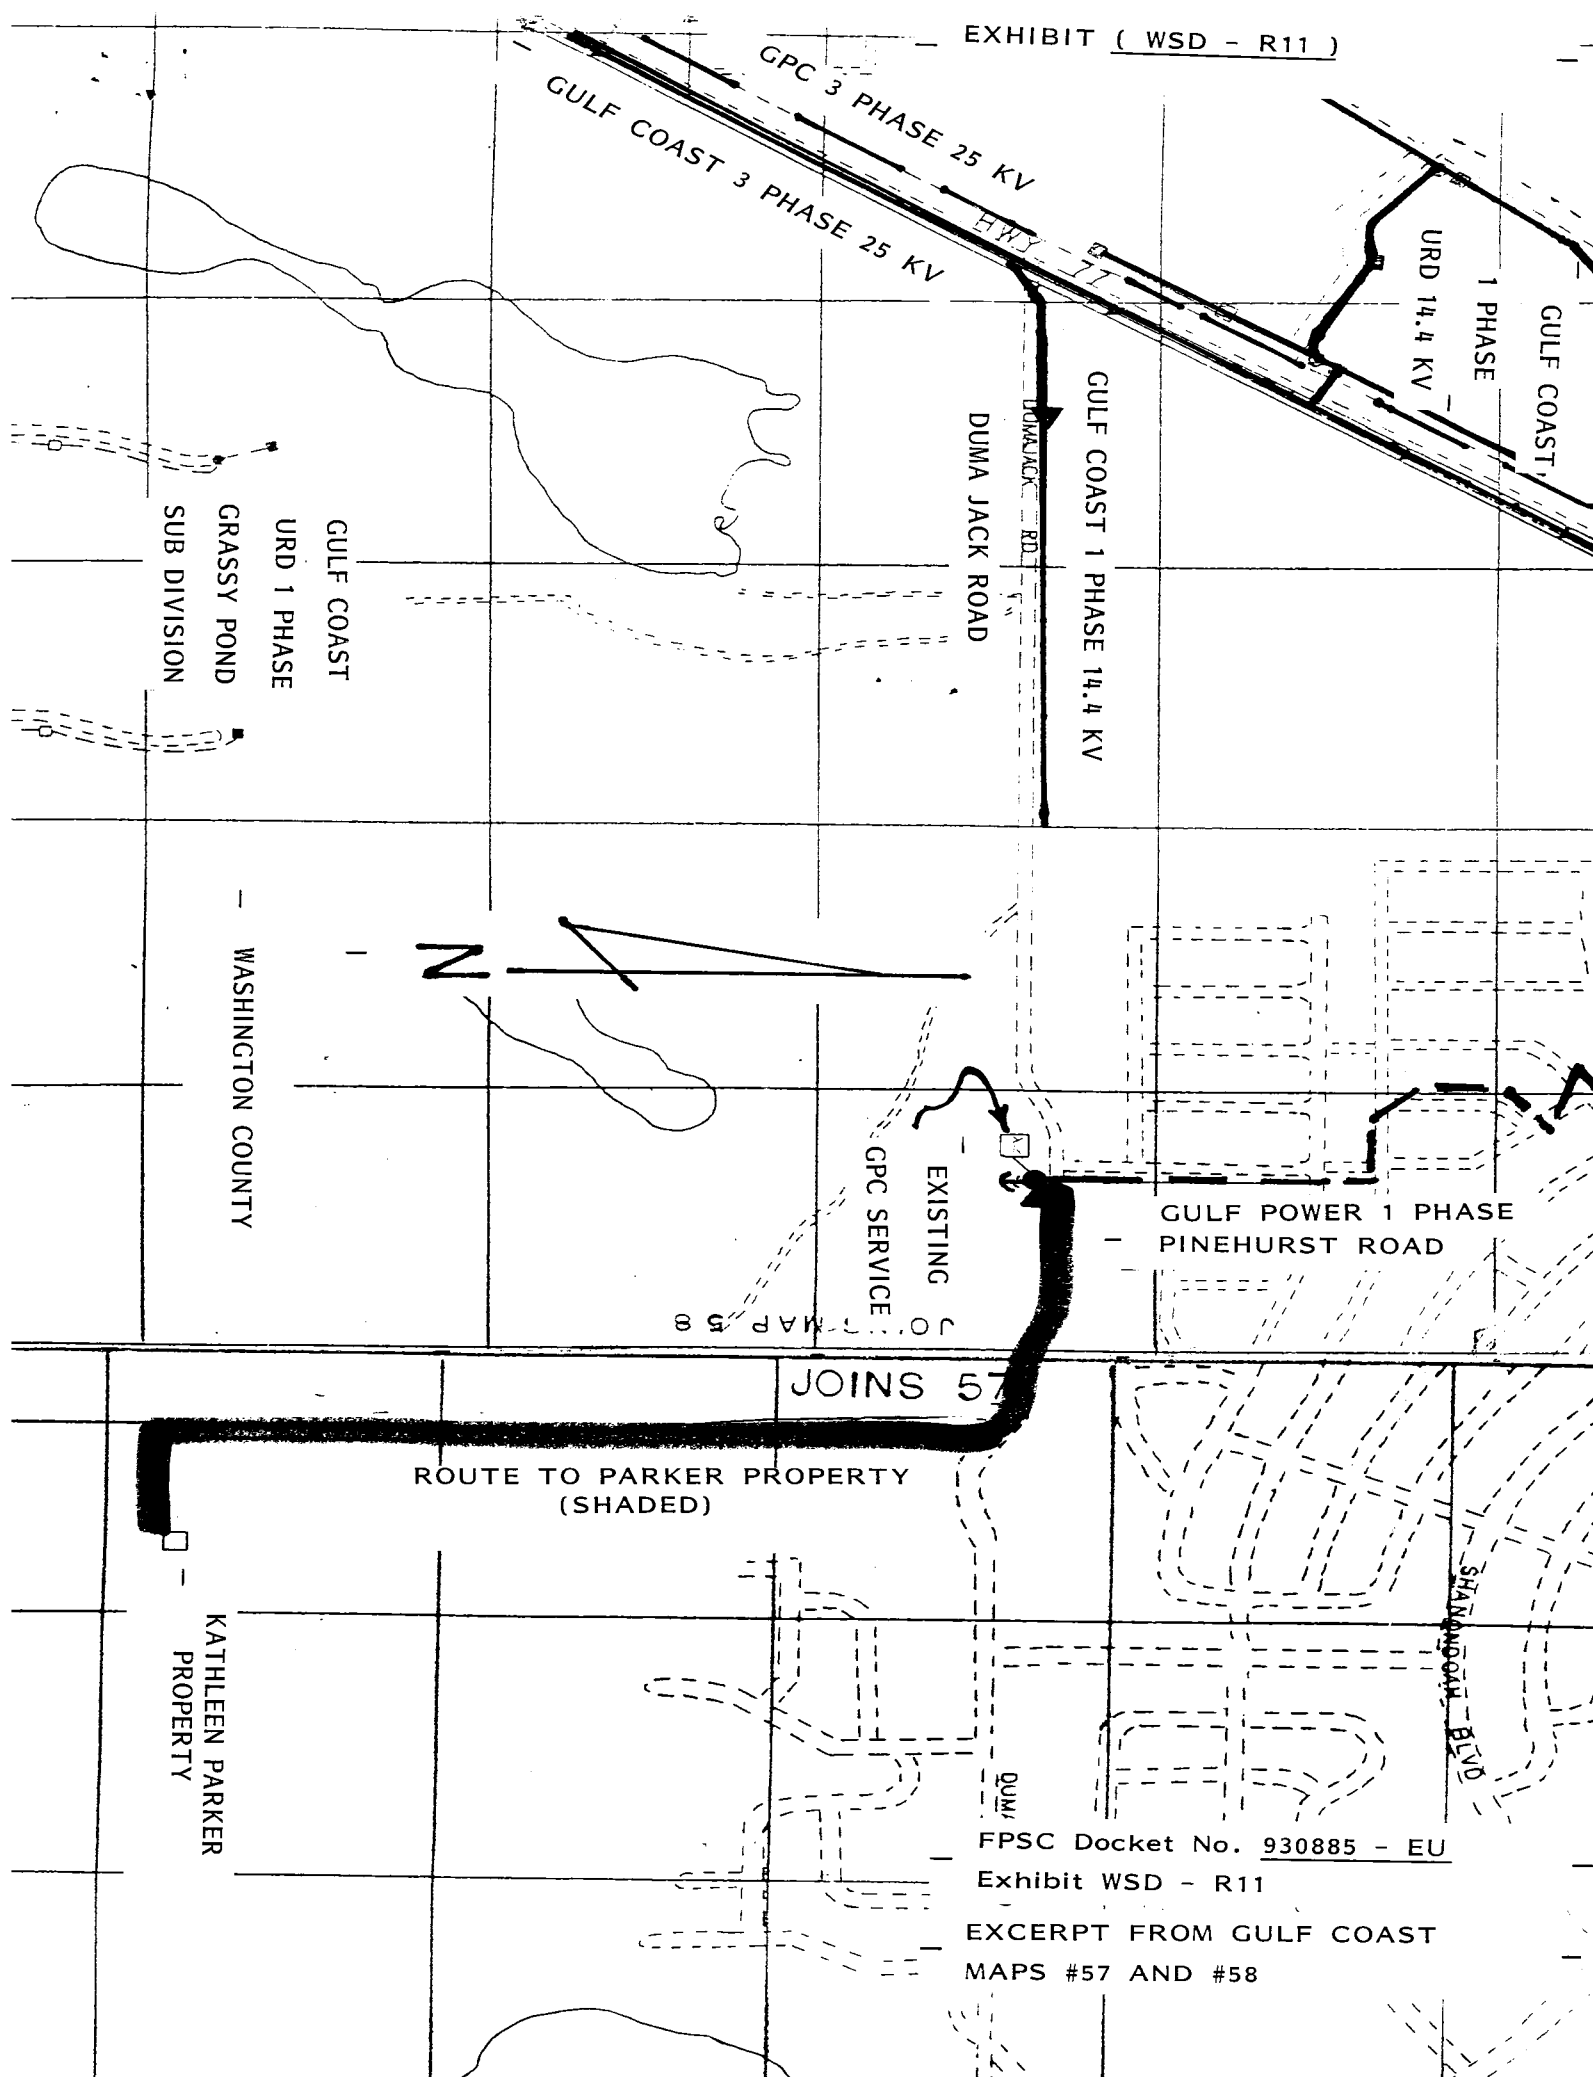 EXHIBIT ( WSD - R11 )
GPC 3 PHASE 25 KV
GULF COAST 3 PHASE 25 KV
HWY 77
GULF COAST
1 PHASE
URD 14.4 KV
GULF COAST 1 PHASE 14.4 KV
DUMAJACK RD
DUMA JACK ROAD
GULF COAST
URD 1 PHASE
GRASSY POND
SUB DIVISION
N
WASHINGTON COUNTY
EXISTING
GPC SERVICE
GULF POWER 1 PHASE
PINEHURST ROAD
MAP 58
JOINS 57
ROUTE TO PARKER PROPERTY
(SHADED)
KATHLEEN PARKER
PROPERTY
SHANANDOAH BLVD
DUM
FPSC Docket No. 930885 - EU
Exhibit WSD - R11
EXCERPT FROM GULF COAST
MAPS #57 AND #58